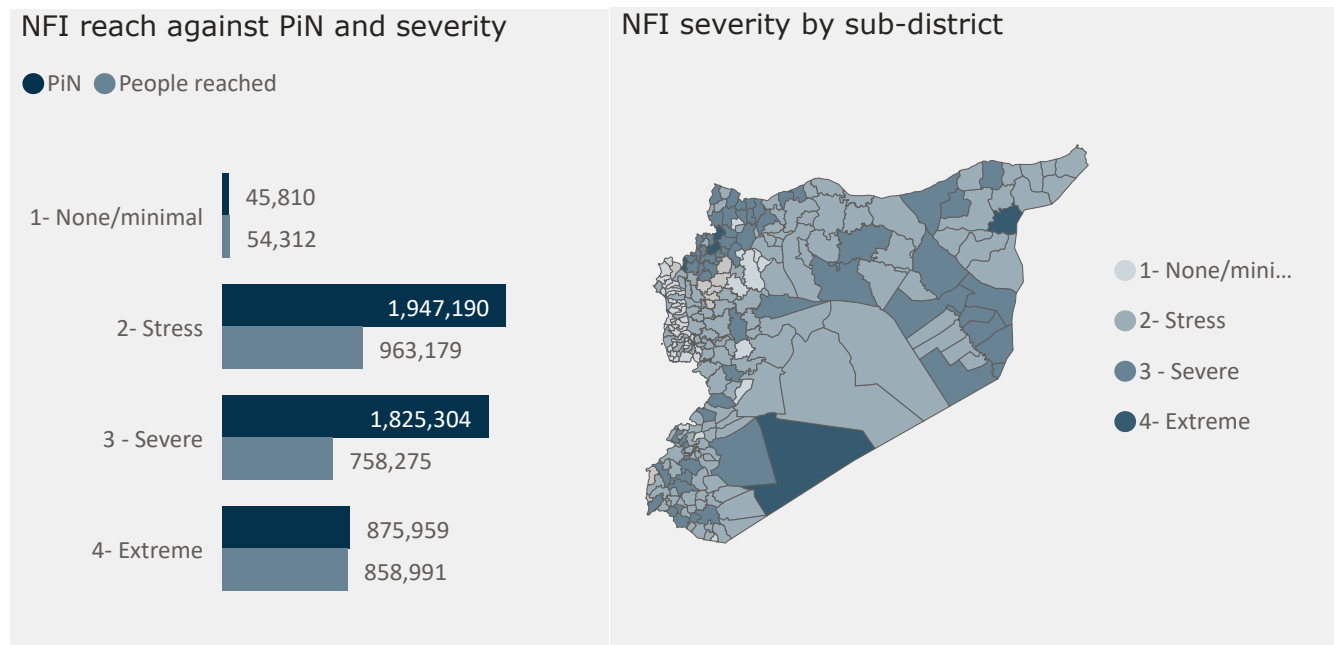 NFI reach against PiN and severity
PiN People reached
1- None/minimal
45,810
54,312
2- Stress
1,947,190
963,179
3 - Severe
1,825,304
758,275
4- Extreme
875,959
858,991
NFI severity by sub-district
1- None/mini...
2- Stress
3 - Severe
4- Extreme